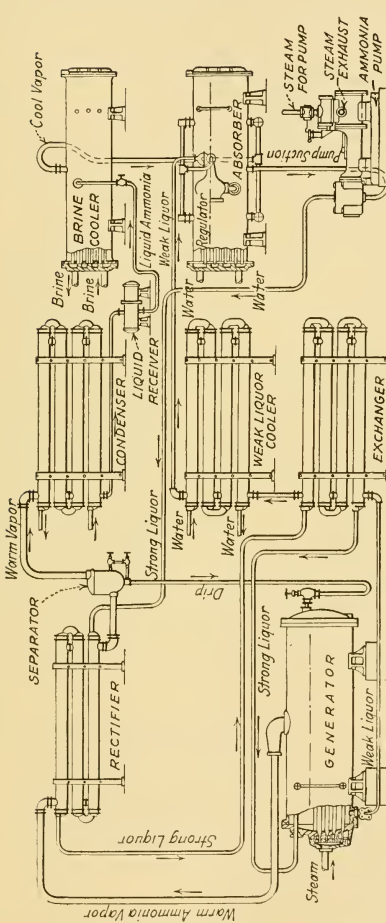 Cool Vapor
BRINE
COOLER
Brine
Brine
Liquid Ammonia
Weak Liquor
CONDENSER
LIQUID
RECEIVER
Warm Vapor
SEPARATOR
Strong Liquor
Drip
RECTIFIER
STEAM
FOR PUMP
STEAM
EXHAUST
AMMONIA
PUMP
Pump Suction
ABSORBER
Regulator
Water
Water
WEAK LIQUOR
COOLER
Water
Water
EXCHANGER
Strong Liquor
GENERATOR
Weak Liquor
Steam
Strong Liquor
Warm Ammonia Vapor